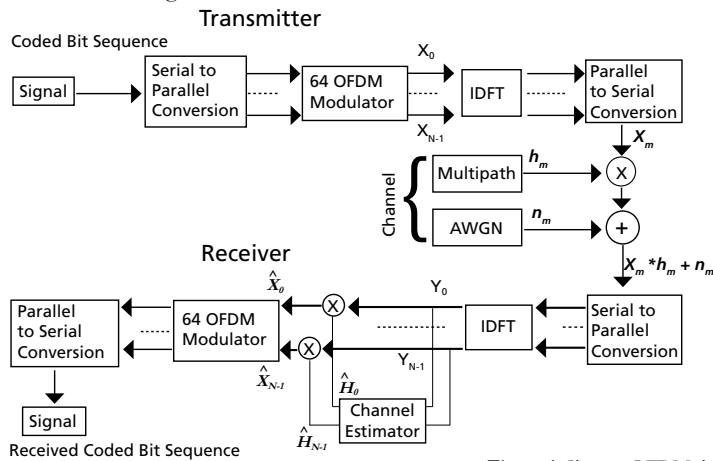 Transmitter
Coded Bit Sequence
Signal
Serial to
Parallel
Conversion
64 OFDM
Modulator
X0
XN-1
IDFT
Parallel
to Serial
Conversion
Xm
Channel
Multipath
hm
X
AWGN
nm
+
Xm *hm + nm
Receiver
Parallel
to Serial
Conversion
64 OFDM
Modulator
X̂0
X̂N-1
X
X
Y0
YN-1
IDFT
Serial to
Parallel
Conversion
Ĥ0
ĤN-1
Channel
Estimator
Signal
Received Coded Bit Sequence